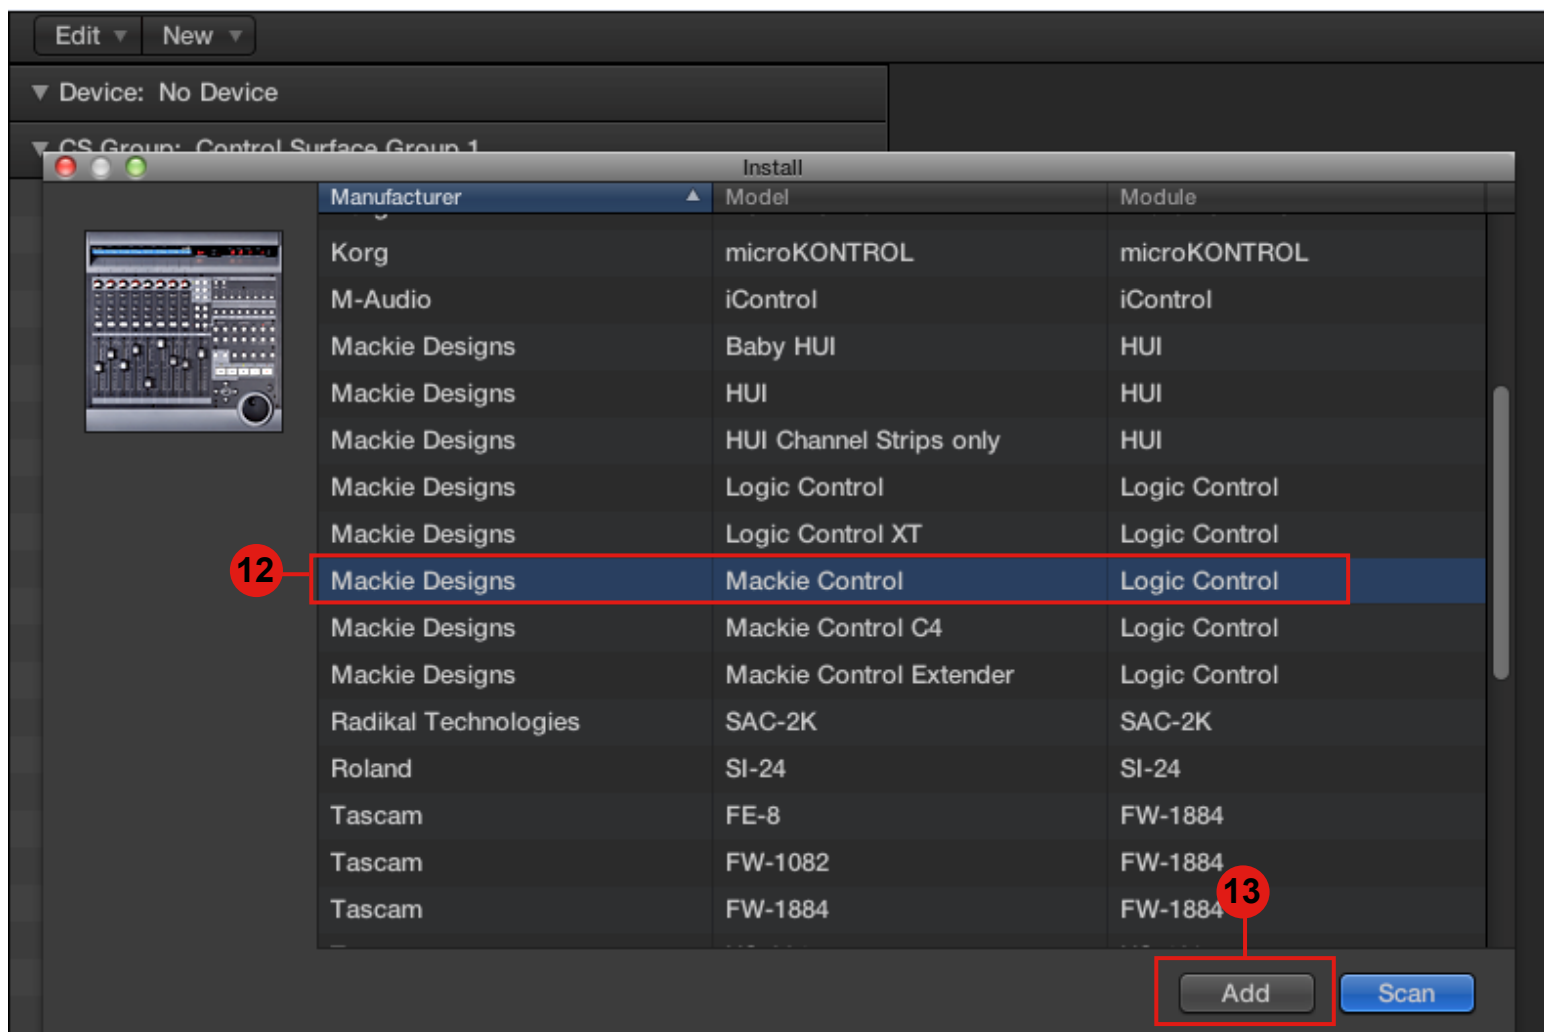 Edit New
Device: No Device
CS Group: Control Surface Group 1
Install
Manufacturer Model Module
Korg microKONTROL microKONTROL
M-Audio iControl iControl
Mackie Designs Baby HUI HUI
Mackie Designs HUI HUI
Mackie Designs HUI Channel Strips only HUI
Mackie Designs Logic Control Logic Control
Mackie Designs Logic Control XT Logic Control
12 Mackie Designs Mackie Control Logic Control
Mackie Designs Mackie Control C4 Logic Control
Mackie Designs Mackie Control Extender Logic Control
Radikal Technologies SAC-2K SAC-2K
Roland SI-24 SI-24
Tascam FE-8 FW-1884
Tascam FW-1082 FW-1884
13
Tascam FW-1884 FW-1884
Add Scan